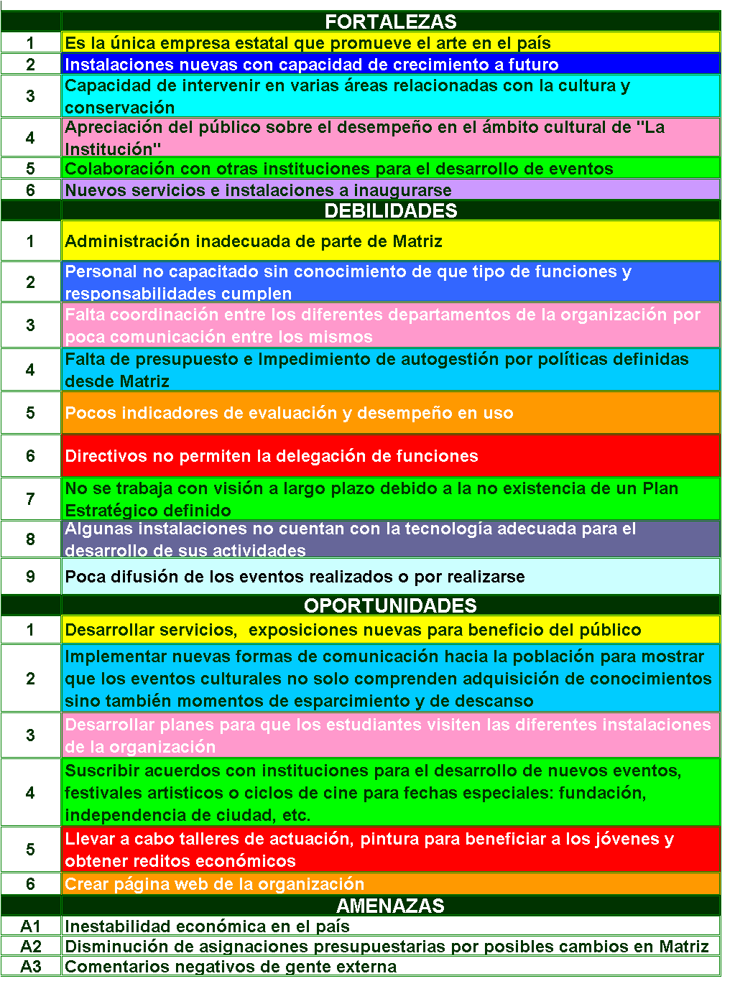 FORTALEZAS
1 Es la única empresa estatal que promueve el arte en el país
2 Instalaciones nuevas con capacidad de crecimiento a futuro
3 Capacidad de intervenir en varias áreas relacionadas con la cultura y
conservación
4 Apreciación del público sobre el desempeño en el ámbito cultural de "La
Institución"
5 Colaboración con otras instituciones para el desarrollo de eventos
6 Nuevos servicios e instalaciones a inaugurarse
DEBILIDADES
1 Administración inadecuada de parte de Matriz
2 Personal no capacitado sin conocimiento de que tipo de funciones y
responsabilidades cumplen
3 Falta coordinación entre los diferentes departamentos de la organización por
poca comunicación entre los mismos
4 Falta de presupuesto e Impedimiento de autogestión por políticas definidas
desde Matriz
5 Pocos indicadores de evaluación y desempeño en uso
6 Directivos no permiten la delegación de funciones
7 No se trabaja con visión a largo plazo debido a la no existencia de un Plan
Estratégico definido
8 Algunas instalaciones no cuentan con la tecnología adecuada para el
desarrollo de sus actividades
9 Poca difusión de los eventos realizados o por realizarse
OPORTUNIDADES
1 Desarrollar servicios,  exposiciones nuevas para beneficio del público
2 Implementar nuevas formas de comunicación hacia la población para mostrar
que los eventos culturales no solo comprenden adquisición de conocimientos
sino también momentos de esparcimiento y de descanso
3 Desarrollar planes para que los estudiantes visiten las diferentes instalaciones
de la organización
4 Suscribir acuerdos con instituciones para el desarrollo de nuevos eventos,
festivales artisticos o ciclos de cine para fechas especiales: fundación,
independencia de ciudad, etc.
5 Llevar a cabo talleres de actuación, pintura para beneficiar a los jóvenes y
obtener reditos económicos
6 Crear página web de la organización
AMENAZAS
A1 Inestabilidad económica en el país
A2 Disminución de asignaciones presupuestarias por posibles cambios en Matriz
A3 Comentarios negativos de gente externa